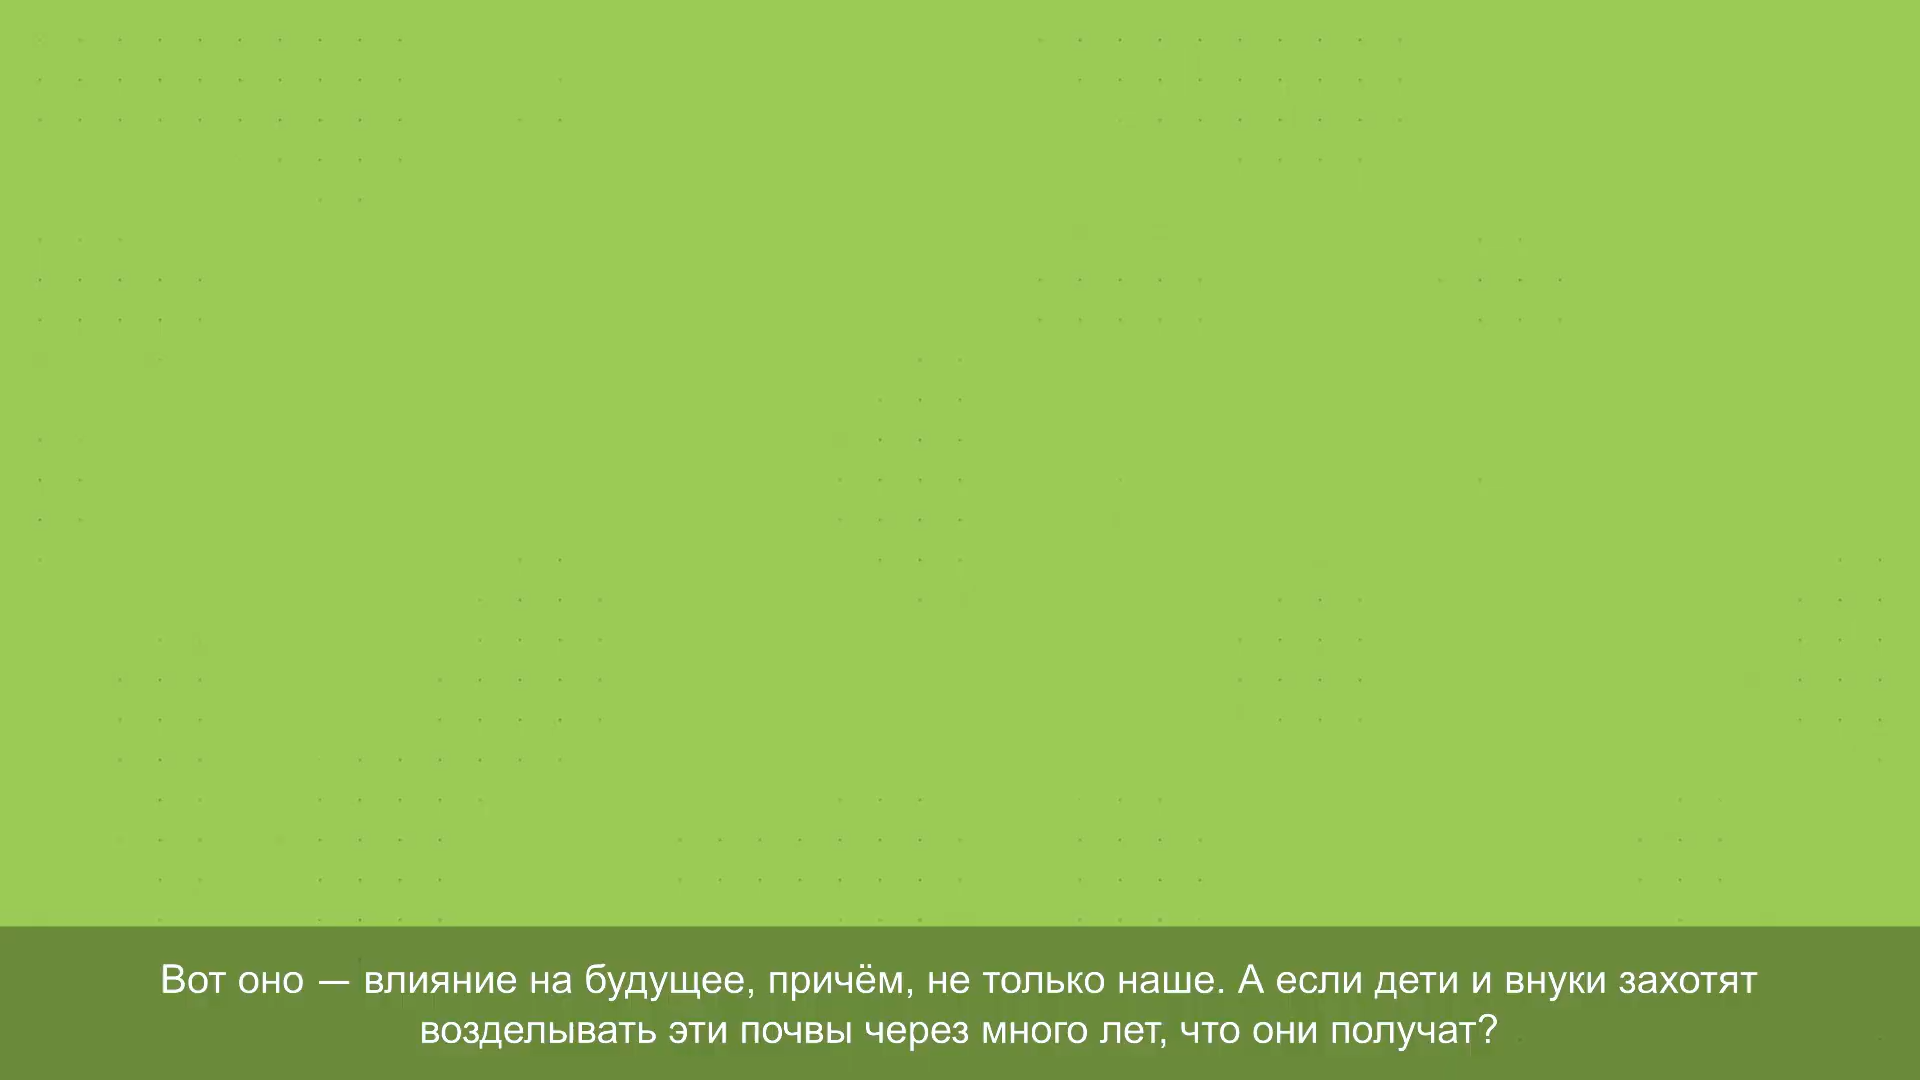 Вот оно — влияние на будущее, причём, не только наше. А если дети и внуки захотят
возделывать эти почвы через много лет, что они получат?